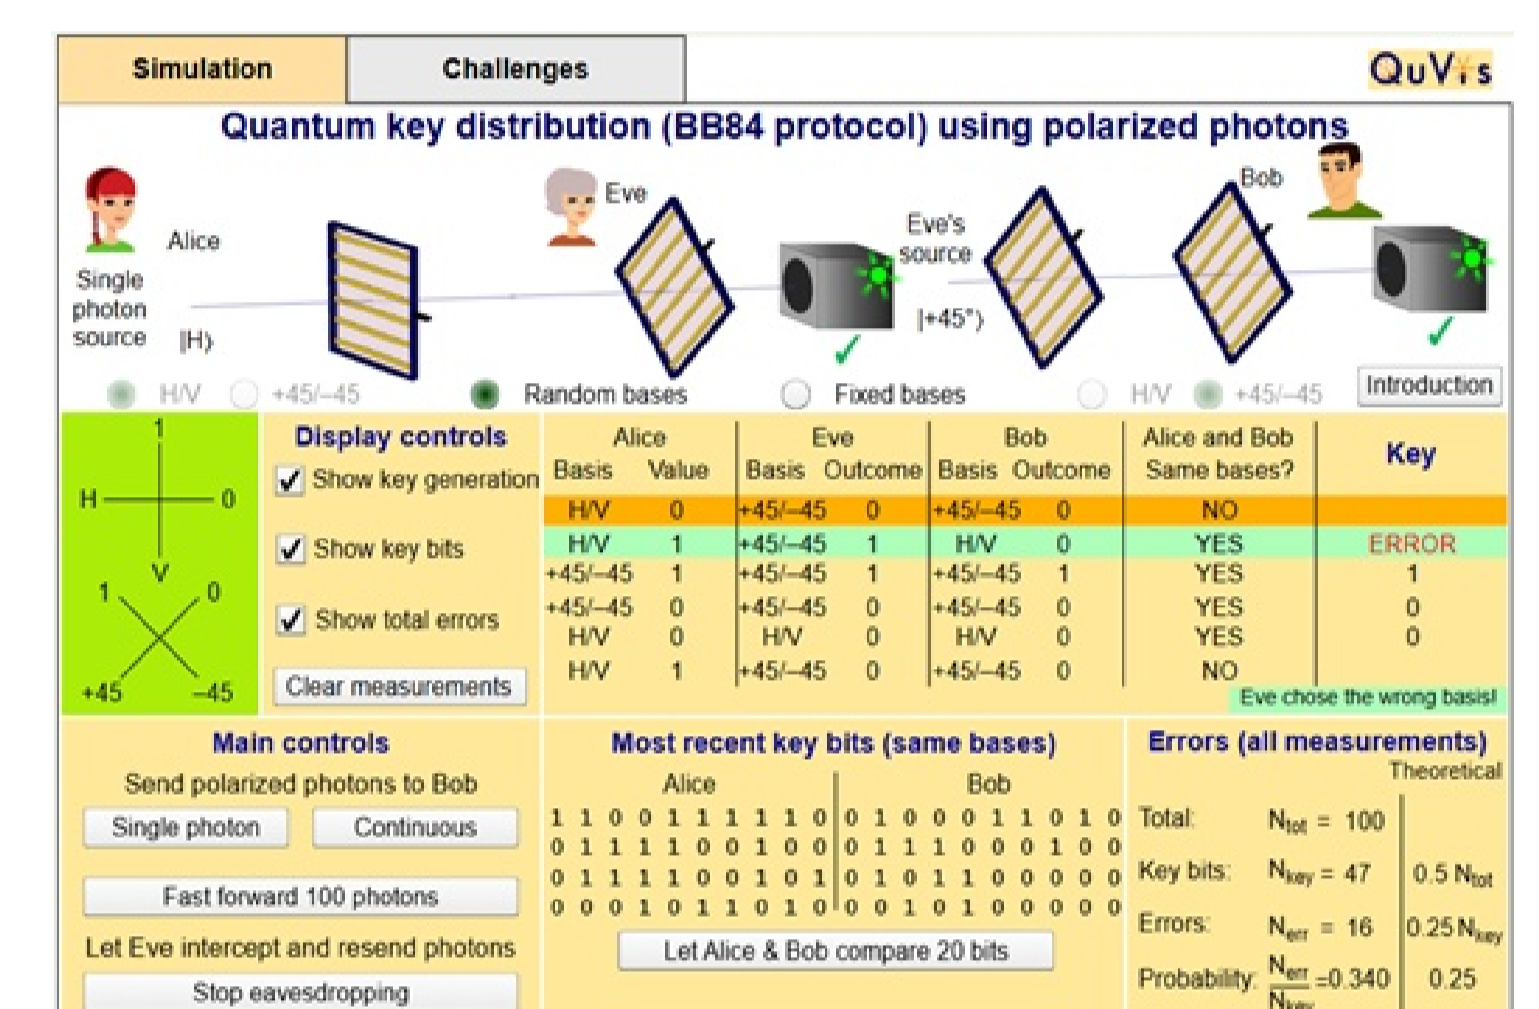 Simulation Challenges QuVis
Quantum key distribution (BB84 protocol) using polarized photons
Alice
Single
photon
source
|H⟩
Eve
Eve's
source
|+45°⟩
Bob
H/V +45/–45 Random bases Fixed bases H/V +45/–45 Introduction
1
H 0
V
1 0
+45 –45
Display controls
Show key generation
Show key bits
Show total errors
Clear measurements
Alice Eve Bob Alice and Bob Key
Basis Value Basis Outcome Basis Outcome Same bases?
H/V 0 +45/–45 0 +45/–45 0 NO
H/V 1 +45/–45 1 H/V 0 YES ERROR
+45/–45 1 +45/–45 1 +45/–45 1 YES 1
+45/–45 0 +45/–45 0 +45/–45 0 YES 0
H/V 0 H/V 0 H/V 0 YES 0
H/V 1 +45/–45 0 +45/–45 0 NO
Eve chose the wrong basis!
Main controls
Send polarized photons to Bob
Single photon Continuous
Fast forward 100 photons
Let Eve intercept and resend photons
Stop eavesdropping
Most recent key bits (same bases)
Alice Bob
1 1 0 0 1 1 1 1 1 0 0 1 0 0 0 1 1 0 1 0
0 1 1 1 1 0 0 1 0 0 0 1 1 1 0 0 0 1 0 0
0 1 1 1 1 0 0 1 0 1 0 1 0 1 1 0 0 0 0 0
0 0 0 1 0 1 1 0 1 0 0 0 1 0 1 0 0 0 0 0
Let Alice & Bob compare 20 bits
Errors (all measurements)
Theoretical
Total: Ntot = 100
Key bits: Nkey = 47 0.5 Ntot
Errors: Nerr = 16 0.25 Nkey
Probability: Nerr =0.340 0.25
Nkey